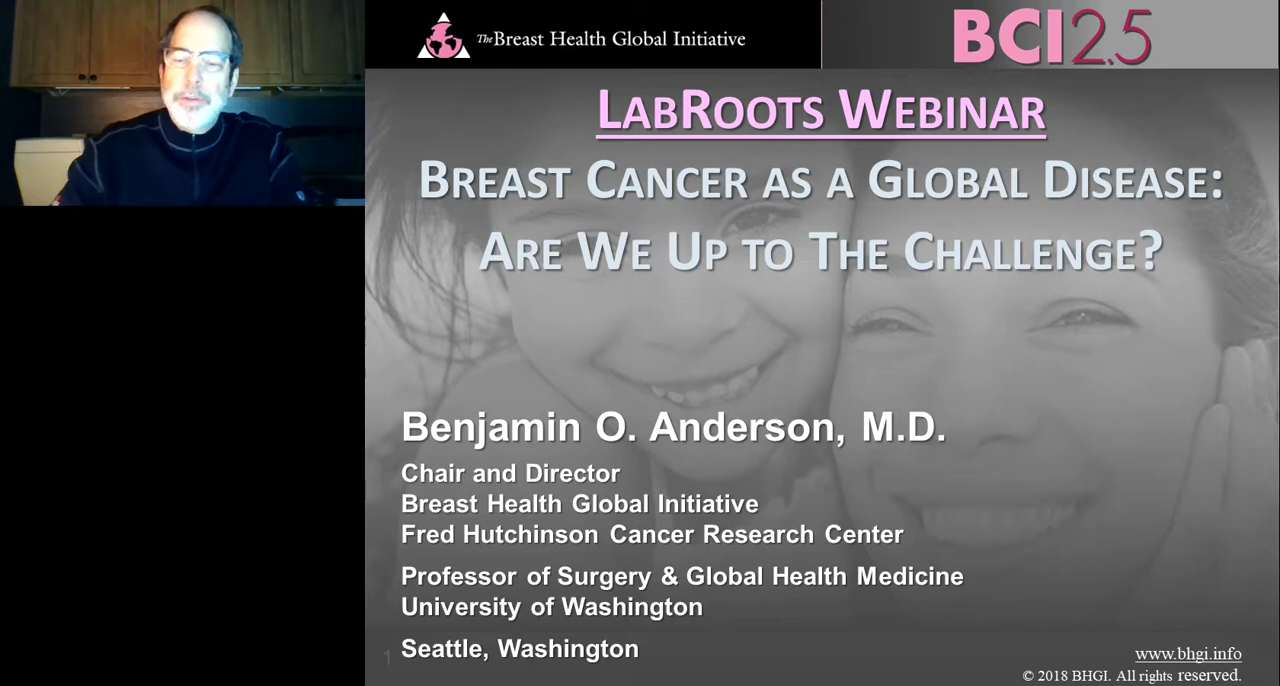 The Breast Health Global Initiative
BCI2.5
LABROOTS WEBINAR
BREAST CANCER AS A GLOBAL DISEASE:
ARE WE UP TO THE CHALLENGE?
Benjamin O. Anderson, M.D.
Chair and Director
Breast Health Global Initiative
Fred Hutchinson Cancer Research Center
Professor of Surgery & Global Health Medicine
University of Washington
Seattle, Washington
1
www.bhgi.info
© 2018 BHGI. All rights reserved.